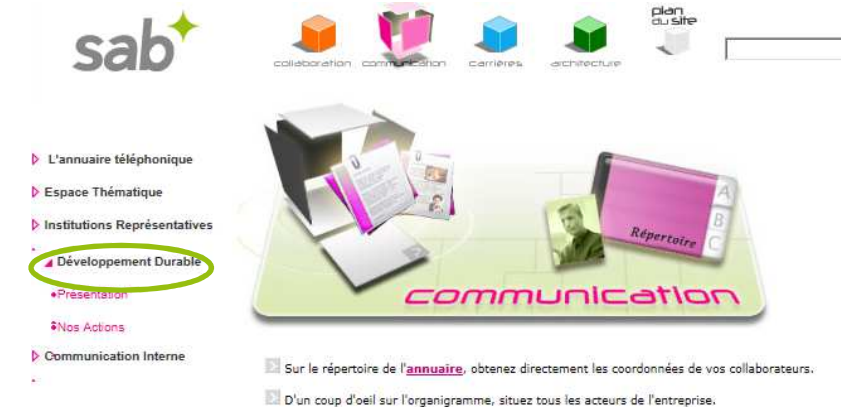 sab
plan
du site
collaboration communication carrières architecture
L'annuaire téléphonique
Espace Thématique
Institutions Représentatives
Développement Durable
Présentation
Nos Actions
Communication Interne
A
B
C
Répertoire
communication
Sur le répertoire de l'annuaire, obtenez directement les coordonnées de vos collaborateurs.
D'un coup d'oeil sur l'organigramme, situez tous les acteurs de l'entreprise.